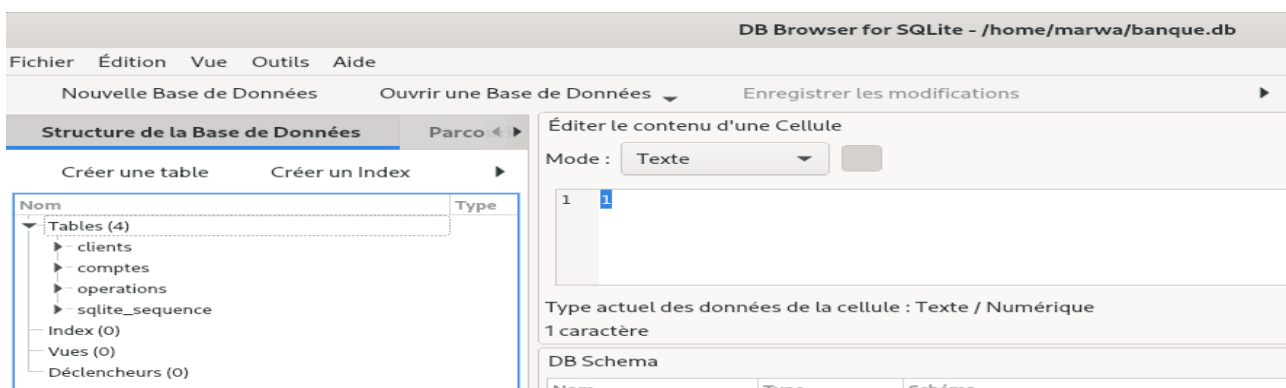 DB Browser for SQLite - /home/marwa/banque.db
Fichier Édition Vue Outils Aide
Nouvelle Base de Données Ouvrir une Base de Données Enregistrer les modifications
Structure de la Base de Données Parco
Créer une table Créer un Index
Nom Type
Tables (4)
clients
comptes
operations
sqlite_sequence
Index (0)
Vues (0)
Déclencheurs (0)
Éditer le contenu d'une Cellule
Mode : Texte
1 1
Type actuel des données de la cellule : Texte / Numérique
1 caractère
DB Schema
Nom Type Schéma